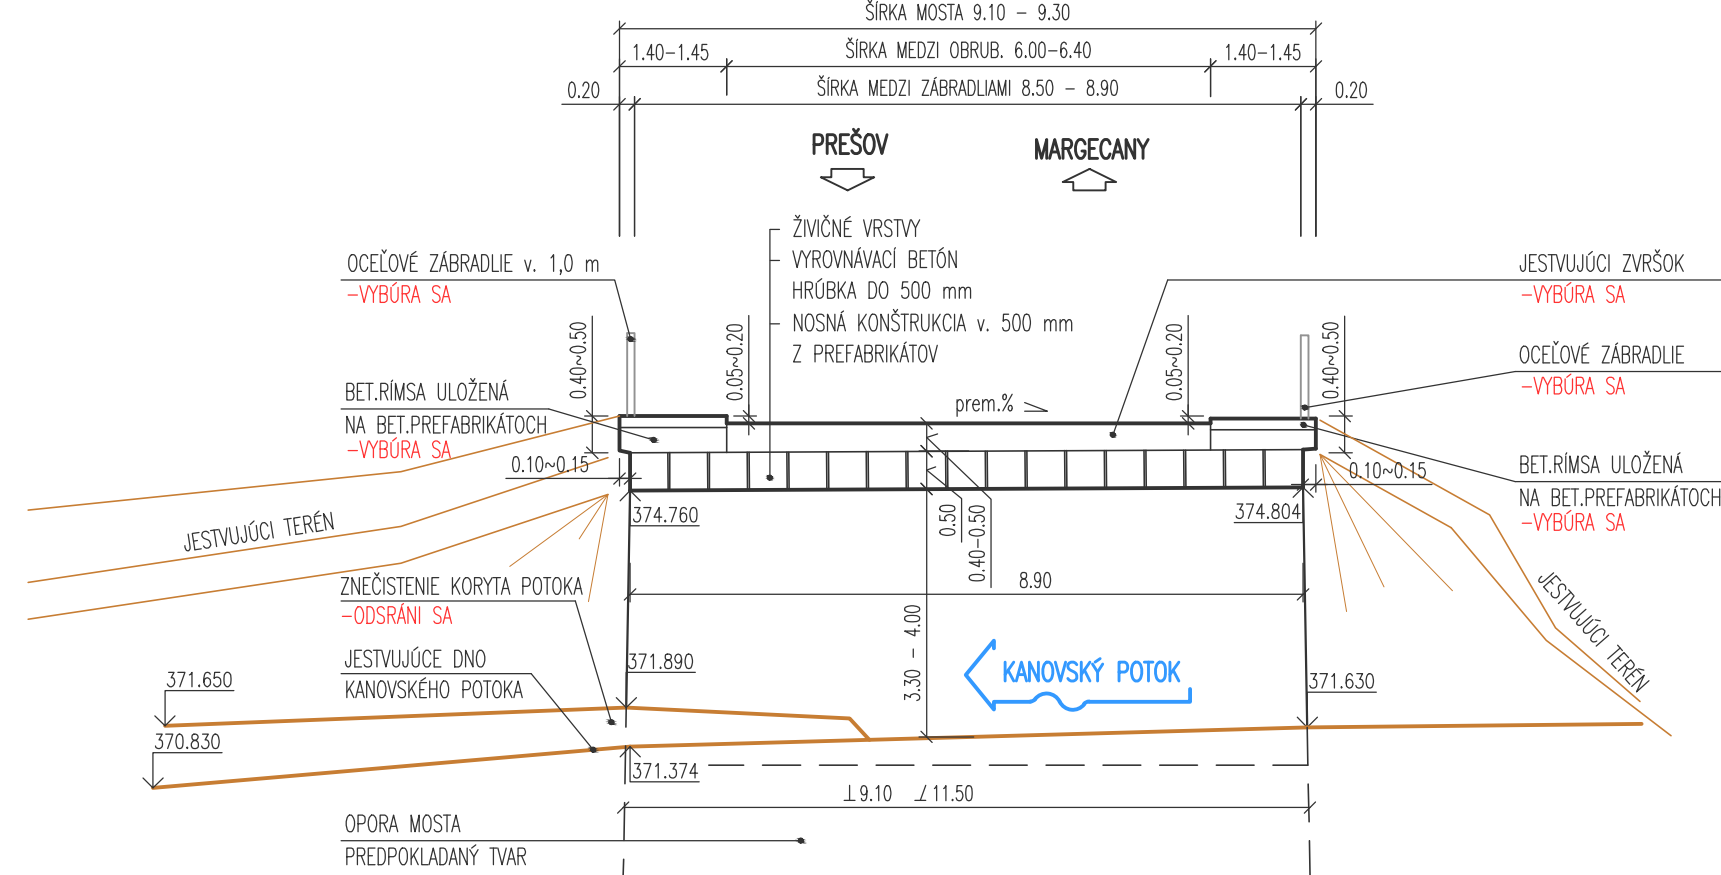 ŠÍRKA MOSTA 9.10 - 9.30
1.40-1.45
ŠÍRKA MEDZI OBRUB. 6.00-6.40
1.40-1.45
0.20
ŠÍRKA MEDZI ZÁBRADLIAMI 8.50 - 8.90
0.20
PREŠOV
MARGECANY
ŽIVIČNÉ VRSTVY
VYROVNÁVACÍ BETÓN
HRÚBKA DO 500 mm
NOSNÁ KONŠTRUKCIA v. 500 mm
Z PREFABRIKÁTOV
OCEĽOVÉ ZÁBRADLIE v. 1,0 m
-VYBÚRA SA
JESTVUJÚCI ZVRŠOK
-VYBÚRA SA
0.40~0.50
0.05~0.20
0.05~0.20
0.40~0.50
OCEĽOVÉ ZÁBRADLIE
-VYBÚRA SA
BET.RÍMSA ULOŽENÁ
NA BET.PREFABRIKÁTOCH
-VYBÚRA SA
prem.%
0.10~0.15
0.10~0.15
BET.RÍMSA ULOŽENÁ
NA BET.PREFABRIKÁTOCH
-VYBÚRA SA
374.760
374.804
0.50
0.40-0.50
JESTVUJÚCI TERÉN
8.90
ZNEČISTENIE KORYTA POTOKA
-ODSRÁNI SA
JESTVUJÚCI TERÉN
3.30 - 4.00
JESTVUJÚCE DNO
KANOVSKÉHO POTOKA
371.890
KANOVSKÝ POTOK
371.650
371.630
370.830
371.374
⊥9.10 ∠11.50
OPORA MOSTA
PREDPOKLADANÝ TVAR